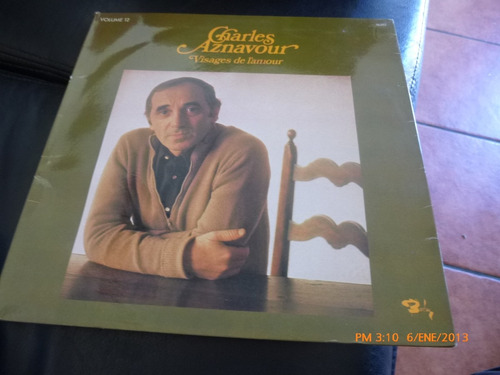 VOLUME 12
Charles
Aznavour
Visages de l'amour
PM 3:10 6/ENE/2013